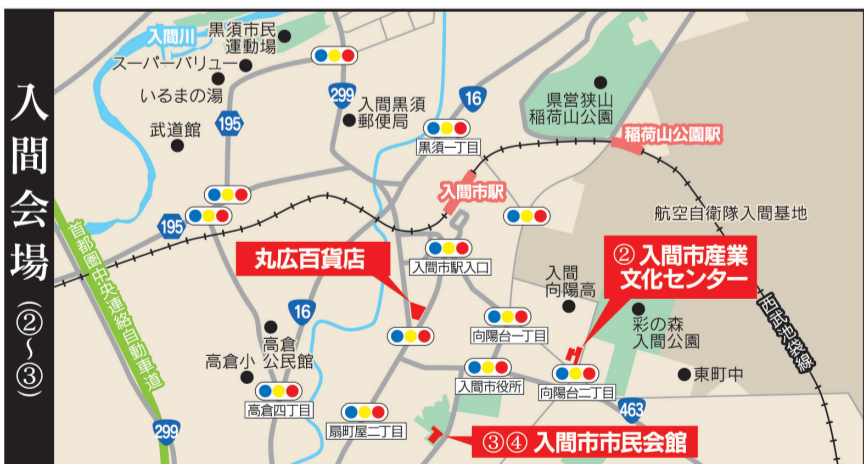 入間会場
(②～③)
入間川
黒須市民
運動場
スーパーバリュー
いるまの湯
武道館
195
299
入間黒須
郵便局
16
黒須一丁目
県営狭山
稲荷山公園
稲荷山公園駅
入間市駅
航空自衛隊入間基地
195
首都圏中央連絡自動車道
丸広百貨店
入間市駅入口
入間
向陽高
② 入間市産業
文化センター
16
向陽台一丁目
彩の森
入間公園
西武池袋線
高倉
公民館
高倉小
入間市役所
向陽台二丁目
東町中
高倉四丁目
扇町屋二丁目
463
299
③④ 入間市市民会館